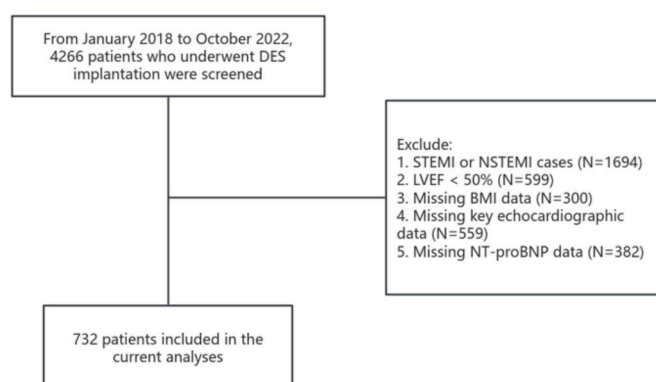 From January 2018 to October 2022,
4266 patients who underwent DES
implantation were screened
Exclude:
1. STEMI or NSTEMI cases (N=1694)
2. LVEF < 50% (N=599)
3. Missing BMI data (N=300)
4. Missing key echocardiographic
data (N=559)
5. Missing NT-proBNP data (N=382)
732 patients included in the
current analyses